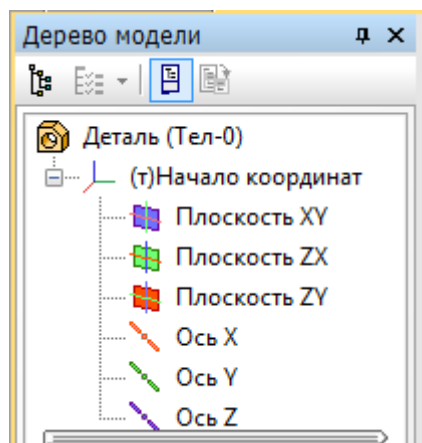 Дерево модели
Деталь (Тел-0)
(т)Начало координат
Плоскость XY
Плоскость ZX
Плоскость ZY
Ось X
Ось Y
Ось Z